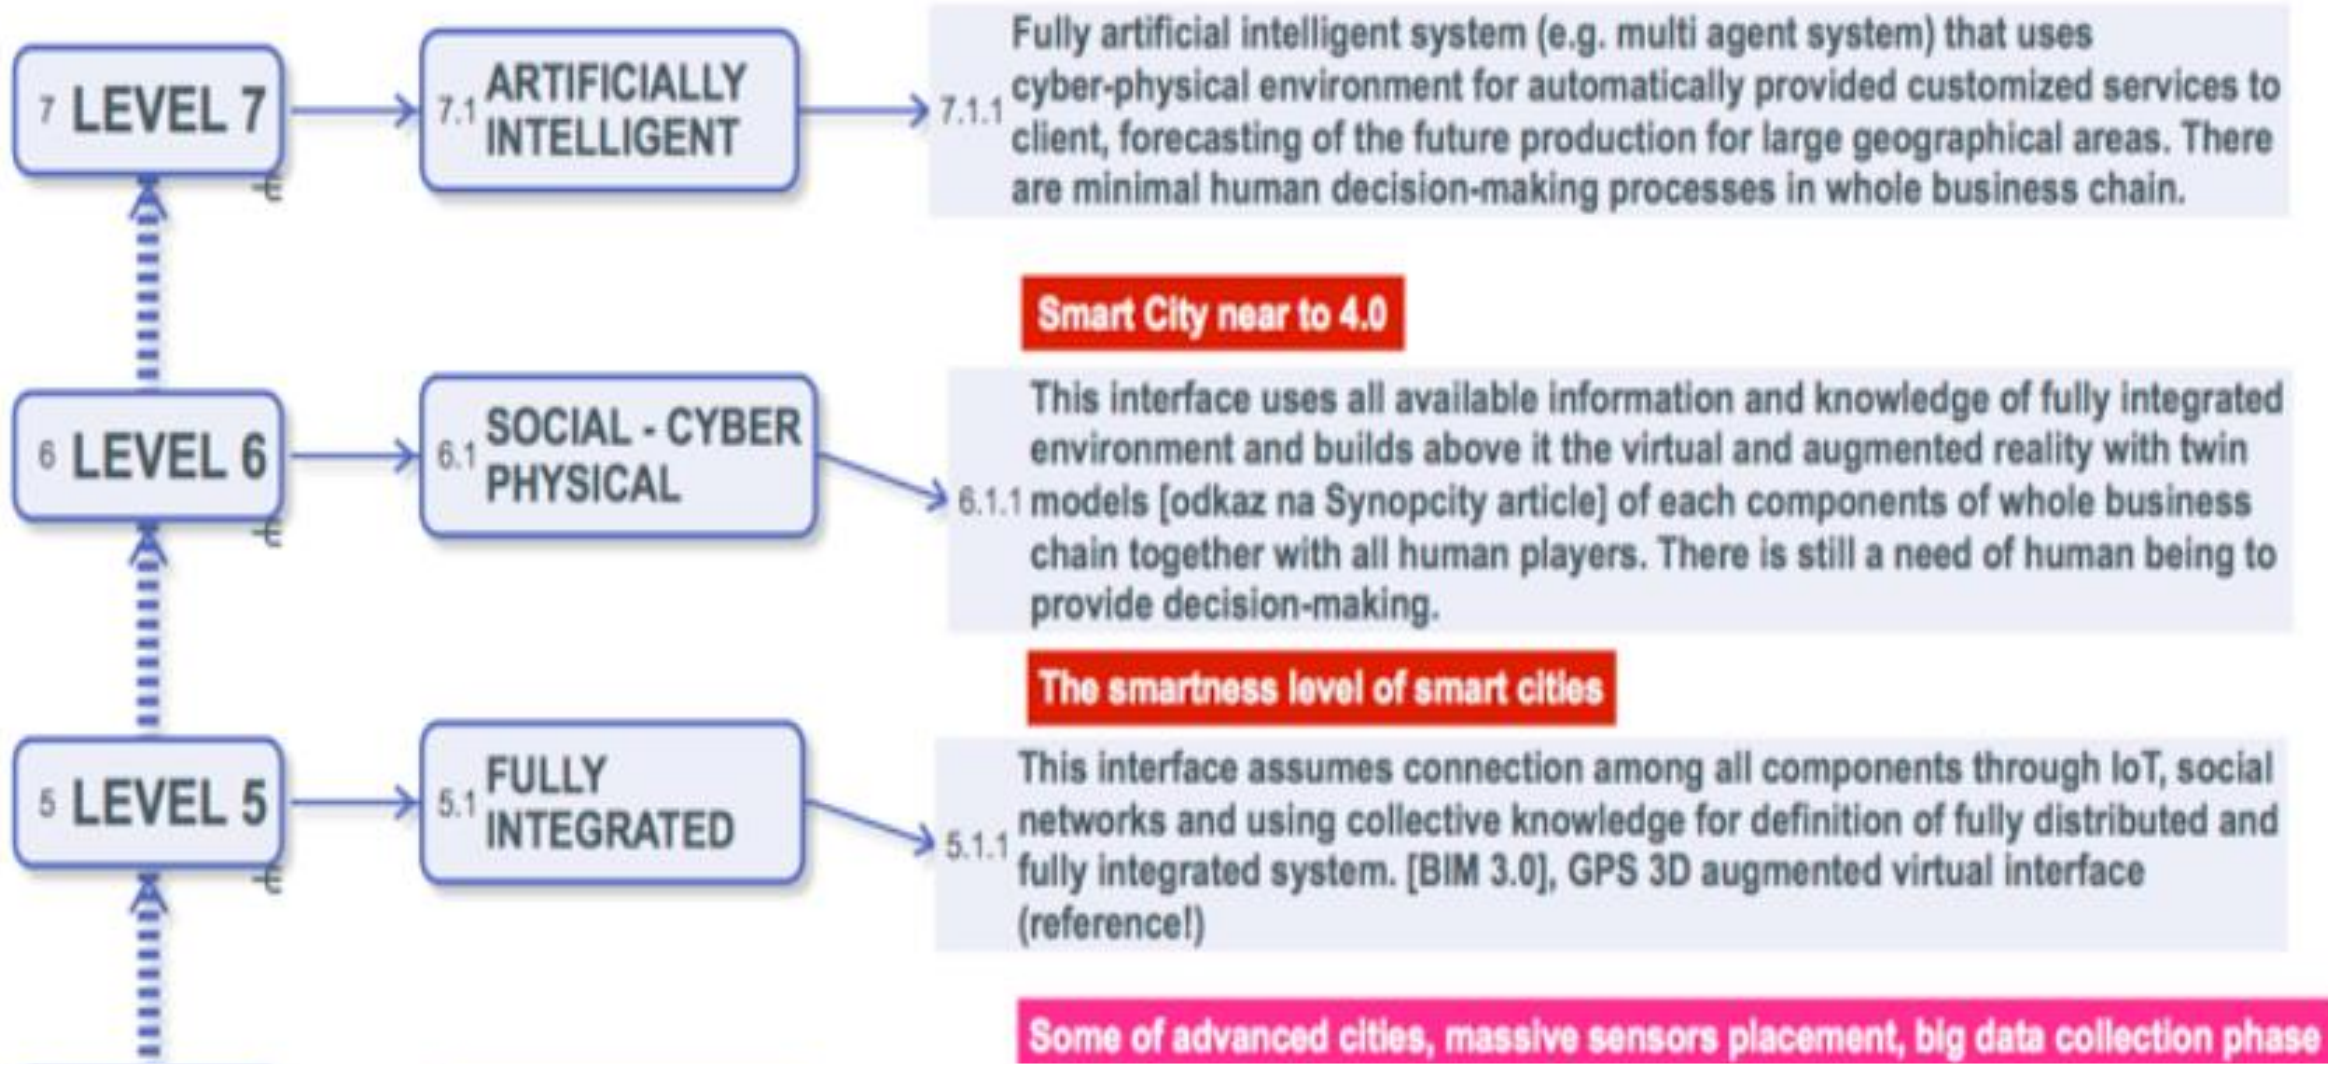 7 LEVEL 7
7.1 ARTIFICIALLY
INTELLIGENT
7.1.1
Fully artificial intelligent system (e.g. multi agent system) that uses
cyber-physical environment for automatically provided customized services to
client, forecasting of the future production for large geographical areas. There
are minimal human decision-making processes in whole business chain.
Smart City near to 4.0
6 LEVEL 6
6.1 SOCIAL - CYBER
PHYSICAL
6.1.1
This interface uses all available information and knowledge of fully integrated
environment and builds above it the virtual and augmented reality with twin
models [odkaz na Synopcity article] of each components of whole business
chain together with all human players. There is still a need of human being to
provide decision-making.
The smartness level of smart cities
5 LEVEL 5
5.1 FULLY
INTEGRATED
5.1.1
This interface assumes connection among all components through IoT, social
networks and using collective knowledge for definition of fully distributed and
fully integrated system. [BIM 3.0], GPS 3D augmented virtual interface
(reference!)
Some of advanced cities, massive sensors placement, big data collection phase